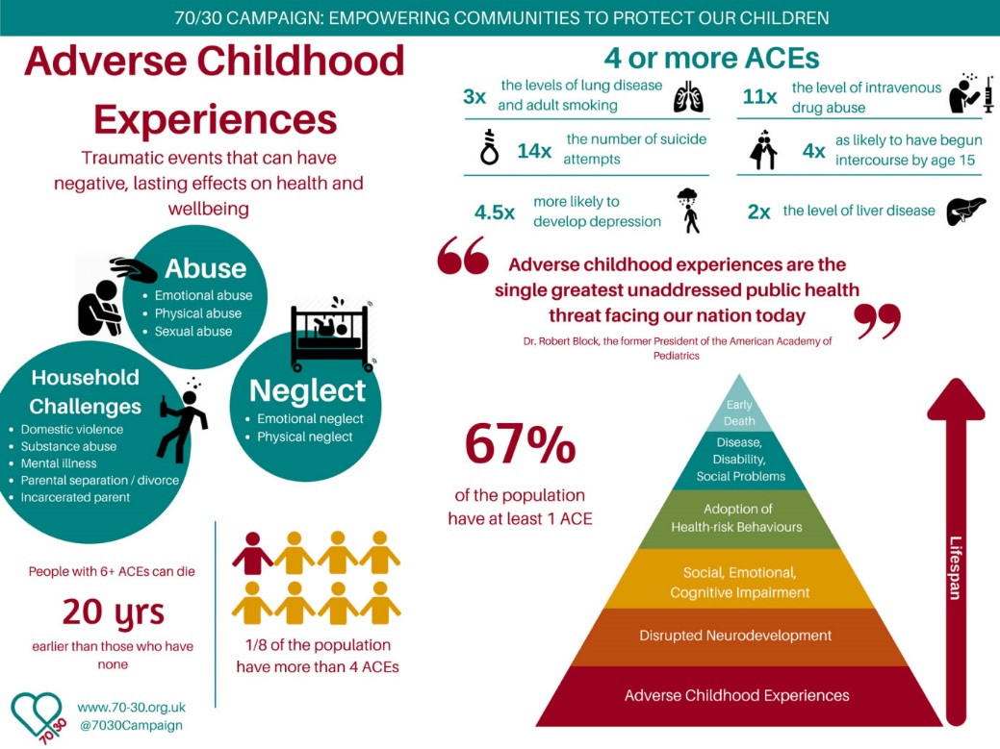 70/30 CAMPAIGN: EMPOWERING COMMUNITIES TO PROTECT OUR CHILDREN
Adverse Childhood
Experiences
Traumatic events that can have
negative, lasting effects on health and
wellbeing
Abuse
• Emotional abuse
• Physical abuse
• Sexual abuse
Household
Challenges
• Domestic violence
• Substance abuse
• Mental illness
• Parental separation / divorce
• Incarcerated parent
Neglect
• Emotional neglect
• Physical neglect
People with 6+ ACEs can die
20 yrs
earlier than those who have
none
1/8 of the population
have more than 4 ACEs
70/30
www.70-30.org.uk
@7030Campaign
4 or more ACEs
3x
the levels of lung disease
and adult smoking
11x
the level of intravenous
drug abuse
14x
the number of suicide
attempts
4x
as likely to have begun
intercourse by age 15
4.5x
more likely to
develop depression
2x
the level of liver disease
“
Adverse childhood experiences are the
single greatest unaddressed public health
threat facing our nation today
”
Dr. Robert Block, the former President of the American Academy of
Pediatrics
67%
of the population
have at least 1 ACE
Early
Death
Disease,
Disability,
Social Problems
Adoption of
Health-risk Behaviours
Social, Emotional,
Cognitive Impairment
Disrupted Neurodevelopment
Adverse Childhood Experiences
Lifespan